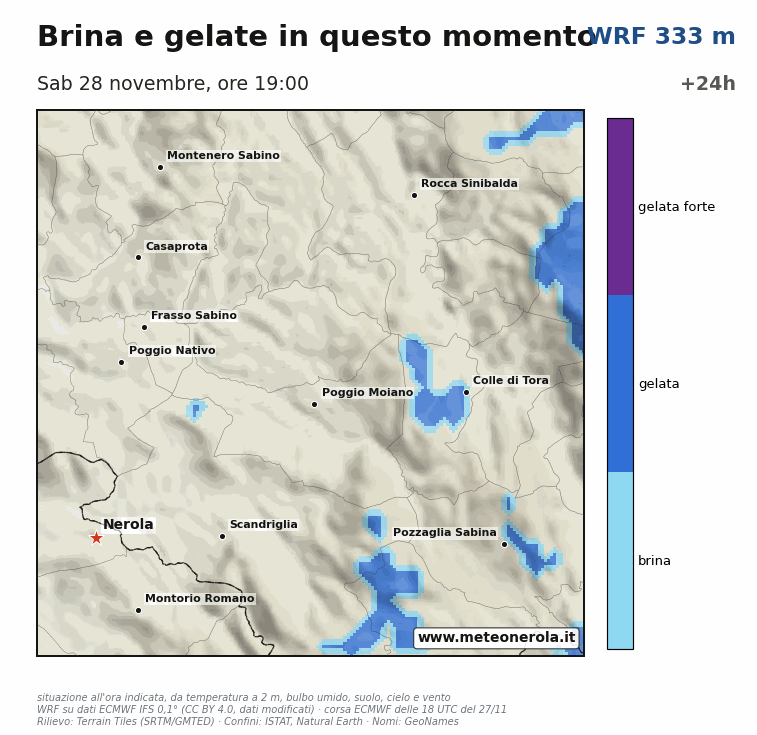 Brina e gelate in questo momento
WRF 333 m
Sab 28 novembre, ore 19:00
+24h
Montenero Sabino
Rocca Sinibalda
gelata forte
Casaprota
Frasso Sabino
Poggio Nativo
Colle di Tora
gelata
Poggio Moiano
Nerola
Scandriglia
Pozzaglia Sabina
brina
Montorio Romano
www.meteonerola.it
situazione all'ora indicata, da temperatura a 2 m, bulbo umido, suolo, cielo e vento
WRF su dati ECMWF IFS 0,1° (CC BY 4.0, dati modificati) · corsa ECMWF delle 18 UTC del 27/11
Rilievo: Terrain Tiles (SRTM/GMTED) · Confini: ISTAT, Natural Earth · Nomi: GeoNames